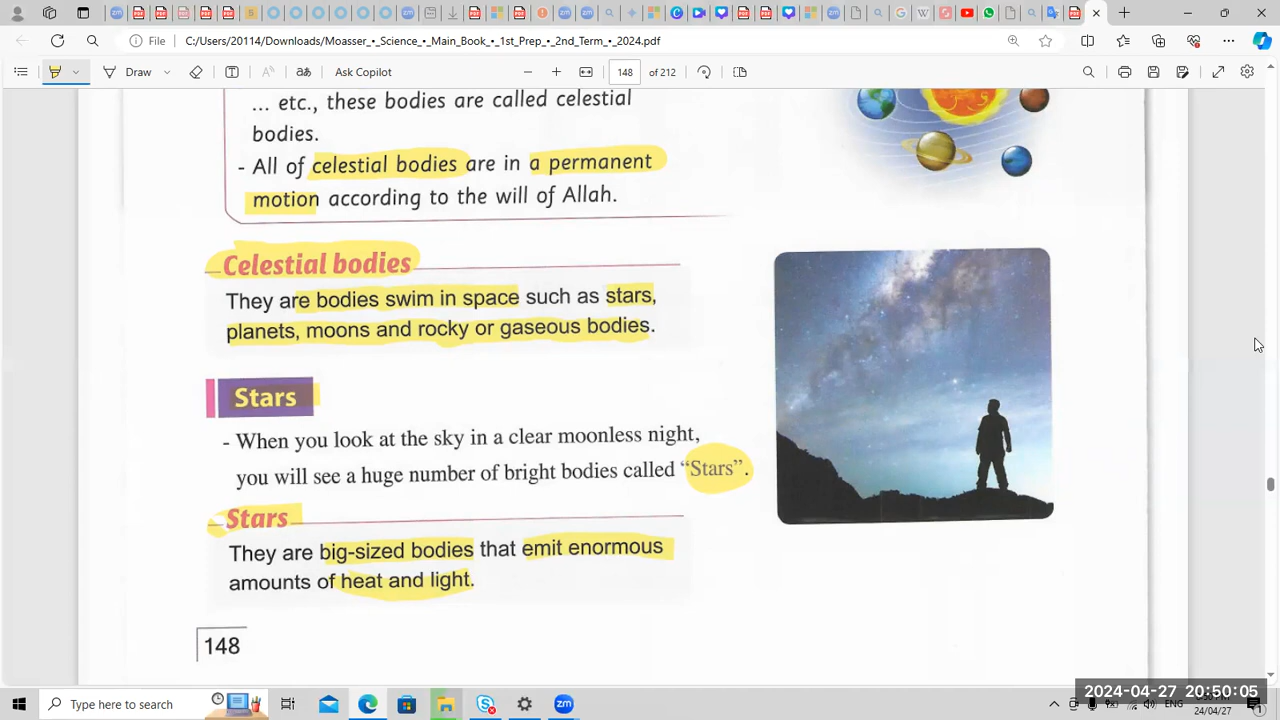 File
C:/Users/20114/Downloads/Moasser_•_Science_•_Main_Book_•_1st_Prep_•_2nd_Term_•_2024.pdf
Draw
Ask Copilot
148 of 212
... etc., these bodies are called celestial
bodies.
- All of celestial bodies are in a permanent
motion according to the will of Allah.
Celestial bodies
They are bodies swim in space such as stars,
planets, moons and rocky or gaseous bodies.
Stars
- When you look at the sky in a clear moonless night,
you will see a huge number of bright bodies called “Stars”.
Stars
They are big-sized bodies that emit enormous
amounts of heat and light.
148
2024-04-27 20:50:05
Type here to search
ENG
24/04/27